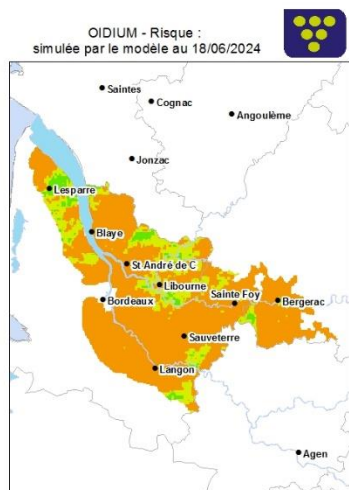 OIDIUM - Risque :
simulée par le modèle au 18/06/2024
Saintes
Cognac
Angoulême
Jonzac
Lesparre
Blaye
St André de C
Libourne
Bordeaux
Sainte Foy
Bergerac
Sauveterre
Langon
Agen